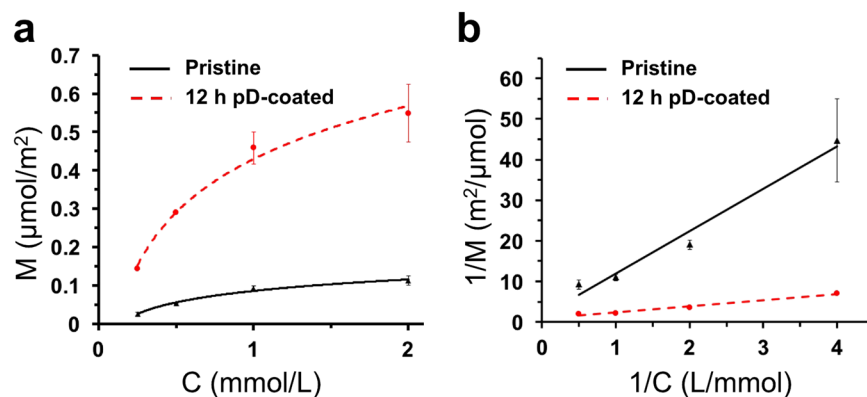 a
M (μmol/m²)
0.7
0.6
0.5
0.4
0.3
0.2
0.1
0
Pristine
12 h pD-coated
0
1
2
C (mmol/L)
b
1/M (m²/μmol)
60
50
40
30
20
10
0
Pristine
12 h pD-coated
0
1
2
3
4
1/C (L/mmol)